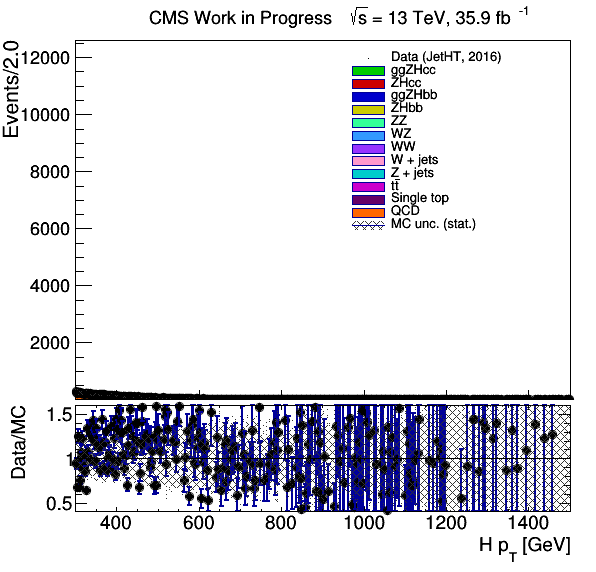 CMS Work in Progress √s = 13 TeV, 35.9 fb -1
Events/2.0
12000
10000
8000
6000
4000
2000
Data (JetHT, 2016)
ggZHcc
ZHcc
ggZHbb
ZHbb
ZZ
WZ
WW
W + jets
Z + jets
tt̄
Single top
QCD
MC unc. (stat.)
Data/MC
1.5
1
0.5
400 600 800 1000 1200 1400
H pT [GeV]